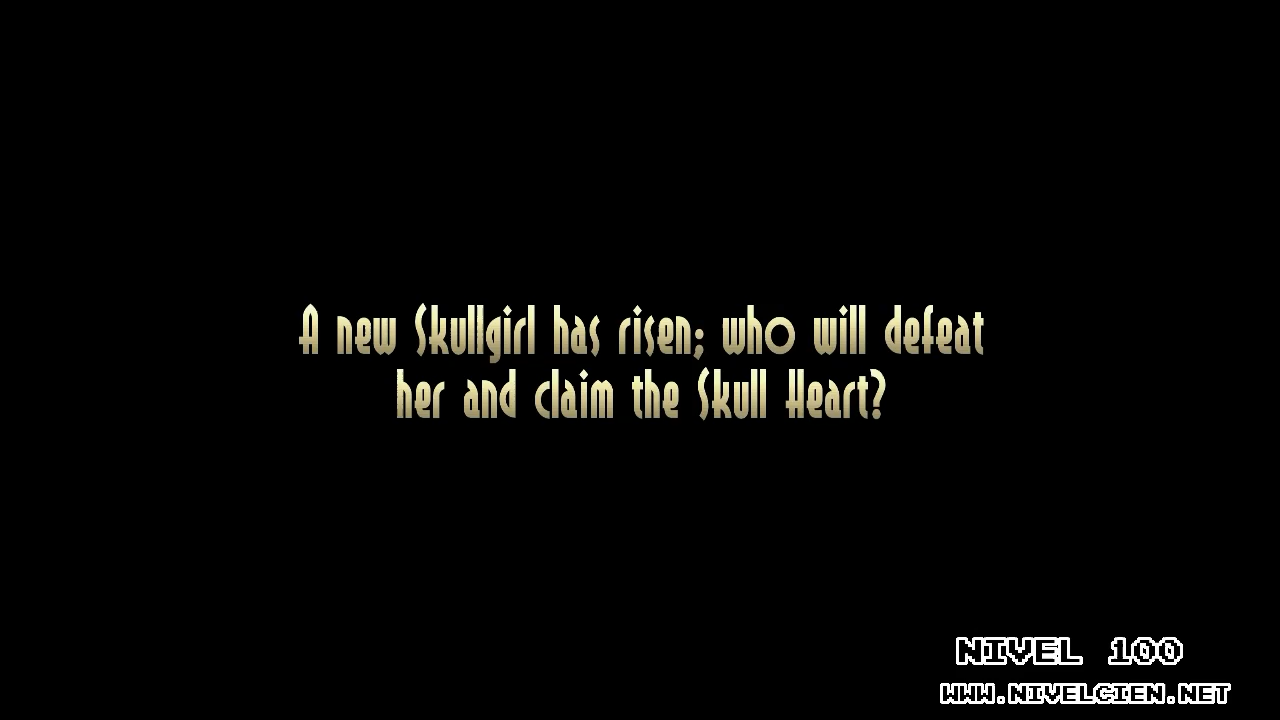 A new Skullgirl has risen; who will defeat
her and claim the Skull Heart?
NIVEL 100
WWW.NIVELCIEN.NET